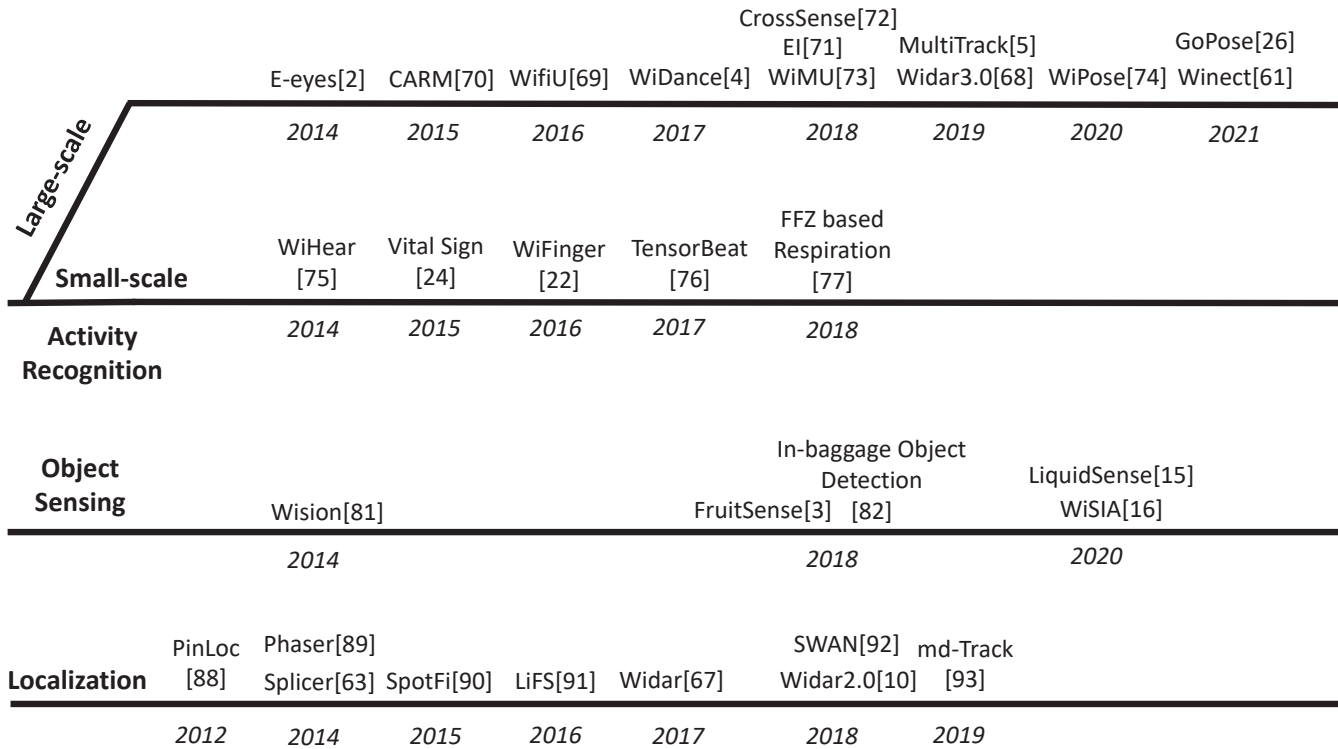 CrossSense[72]
EI[71] MultiTrack[5] GoPose[26]
E-eyes[2] CARM[70] WifiU[69] WiDance[4] WiMU[73] Widar3.0[68] WiPose[74] Winect[61]
2014 2015 2016 2017 2018 2019 2020 2021
Large-scale
FFZ based
WiHear Vital Sign WiFinger TensorBeat Respiration
Small-scale [75] [24] [22] [76] [77]
2014 2015 2016 2017 2018
Activity
Recognition
In-baggage Object
Object Detection LiquidSense[15]
Sensing
Wision[81] FruitSense[3] [82] WiSIA[16]
2014 2018 2020
PinLoc Phaser[89] SWAN[92] md-Track
Localization [88] Splicer[63] SpotFi[90] LiFS[91] Widar[67] Widar2.0[10] [93]
2012 2014 2015 2016 2017 2018 2019